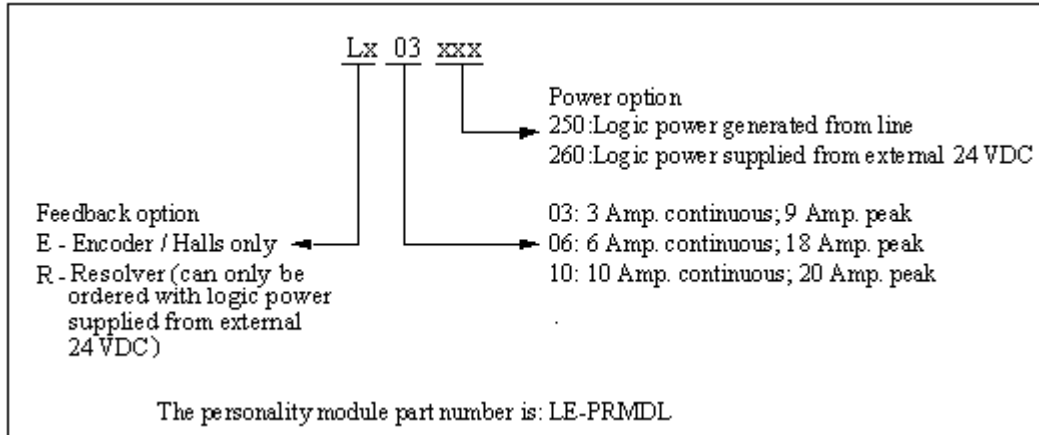 Lx 03 xxx
Power option
250:Logic power generated from line
260:Logic power supplied from external 24 VDC
Feedback option
E - Encoder / Halls only
R - Resolver (can only be
ordered with logic power
supplied from external
24 VDC)
03: 3 Amp. continuous; 9 Amp. peak
06: 6 Amp. continuous; 18 Amp. peak
10: 10 Amp. continuous; 20 Amp. peak
.
The personality module part number is: LE-PRMDL